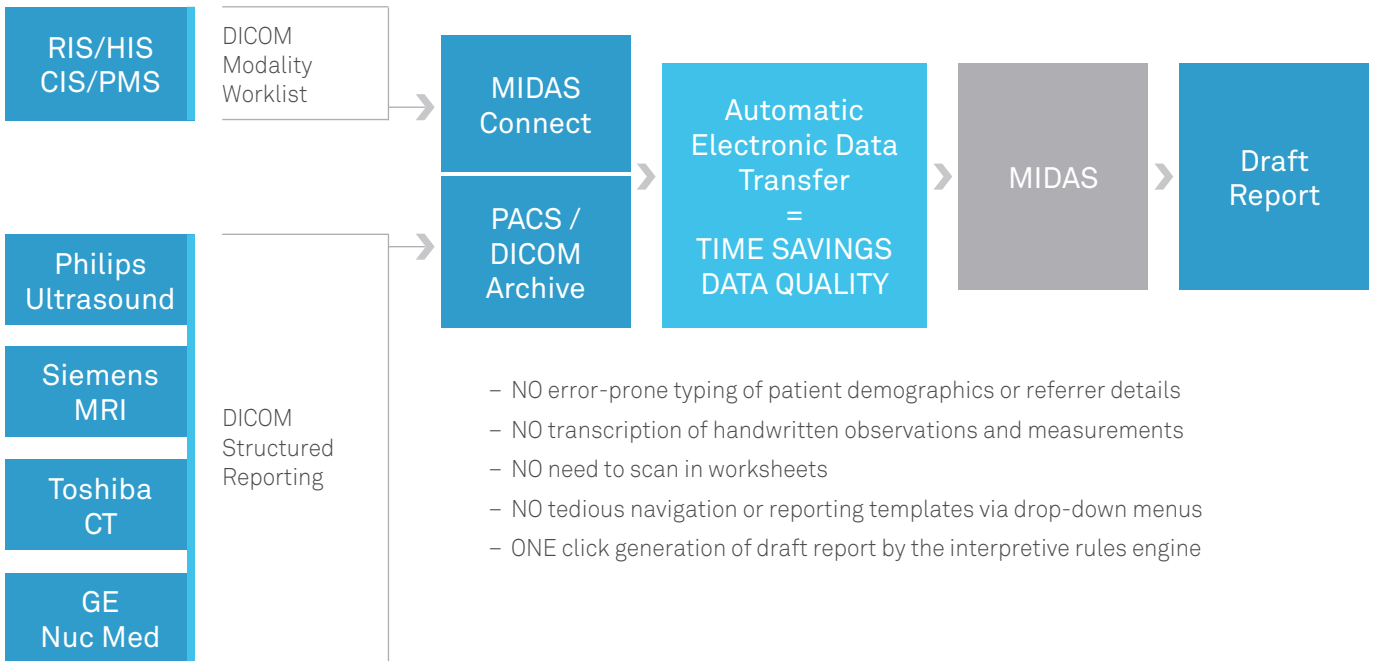 RIS/HIS
CIS/PMS
DICOM
Modality
Worklist
MIDAS
Connect
PACS /
DICOM
Archive
Automatic
Electronic Data
Transfer
=
TIME SAVINGS
DATA QUALITY
MIDAS
Draft
Report
Philips
Ultrasound
Siemens
MRI
Toshiba
CT
GE
Nuc Med
DICOM
Structured
Reporting
– NO error-prone typing of patient demographics or referrer details
– NO transcription of handwritten observations and measurements
– NO need to scan in worksheets
– NO tedious navigation or reporting templates via drop-down menus
– ONE click generation of draft report by the interpretive rules engine